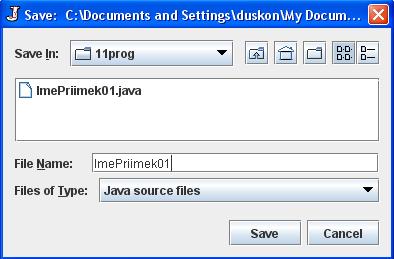 Save:  C:\Documents and Settings\duskon\My Docum...
Save In: 11prog
ImePriimek01.java
File Name: ImePriimek01
Files of Type: Java source files
Save Cancel